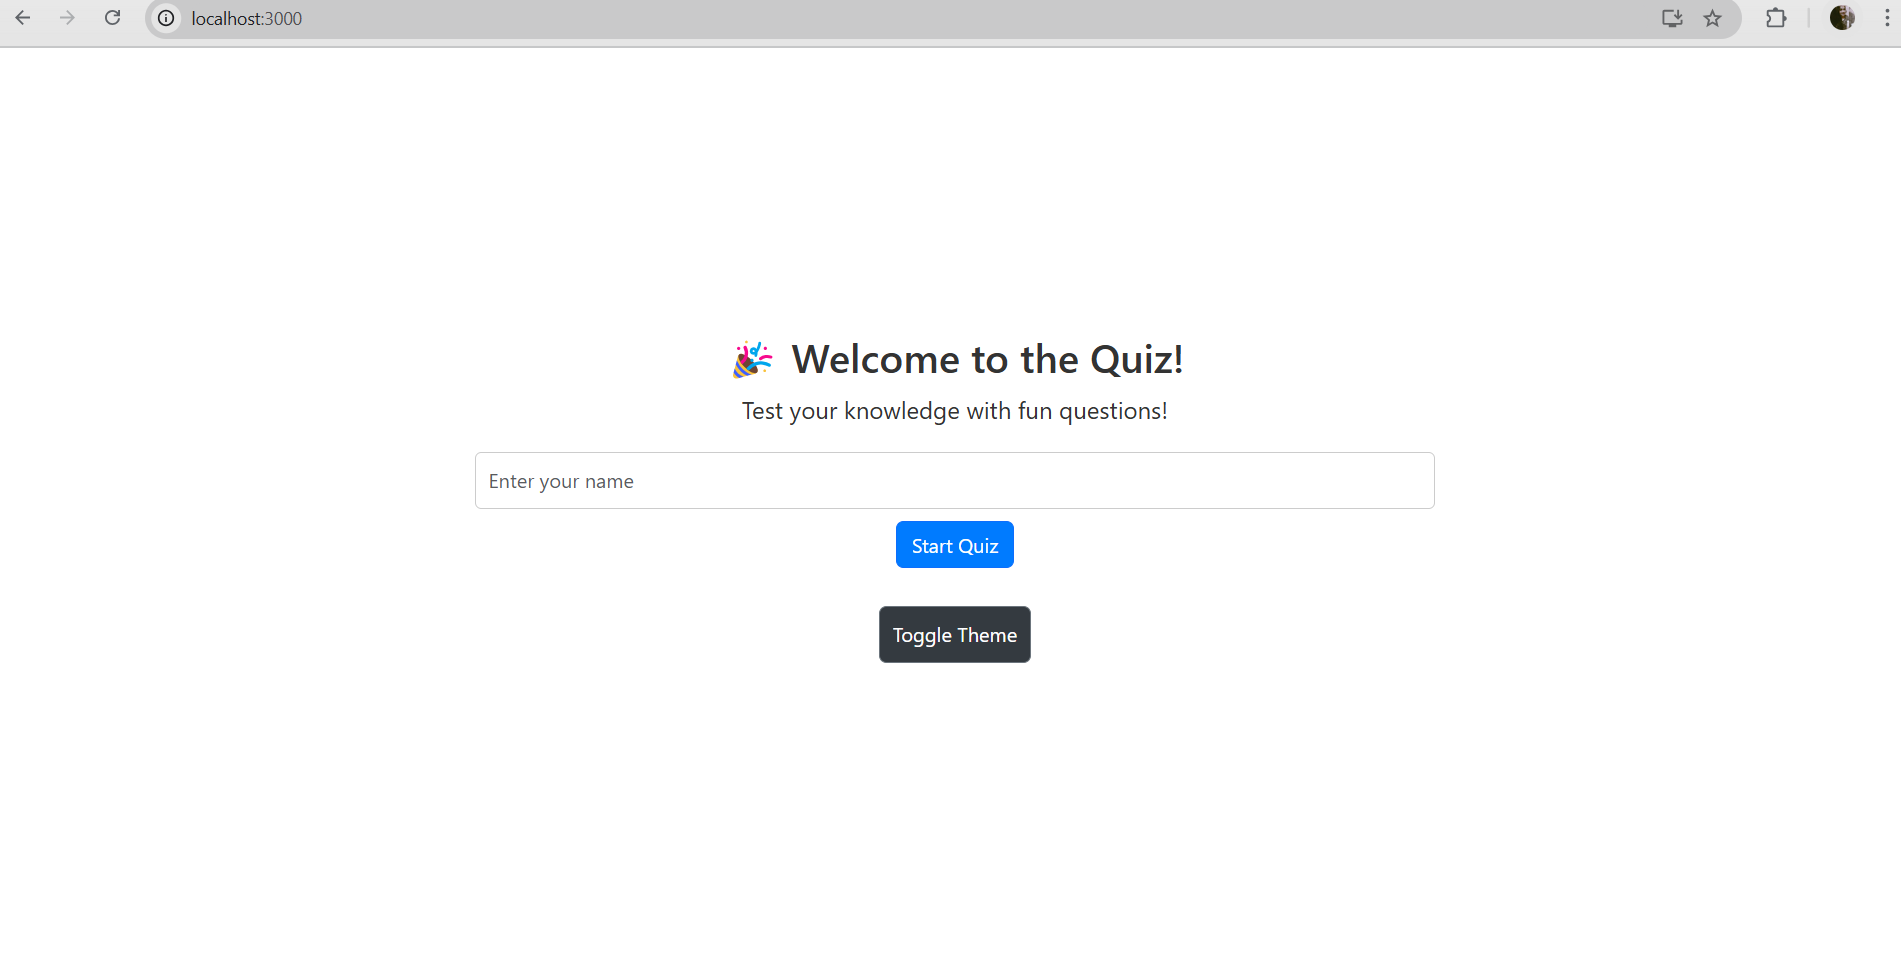 localhost:3000
🎉 Welcome to the Quiz!
Test your knowledge with fun questions!
Enter your name
Start Quiz
Toggle Theme